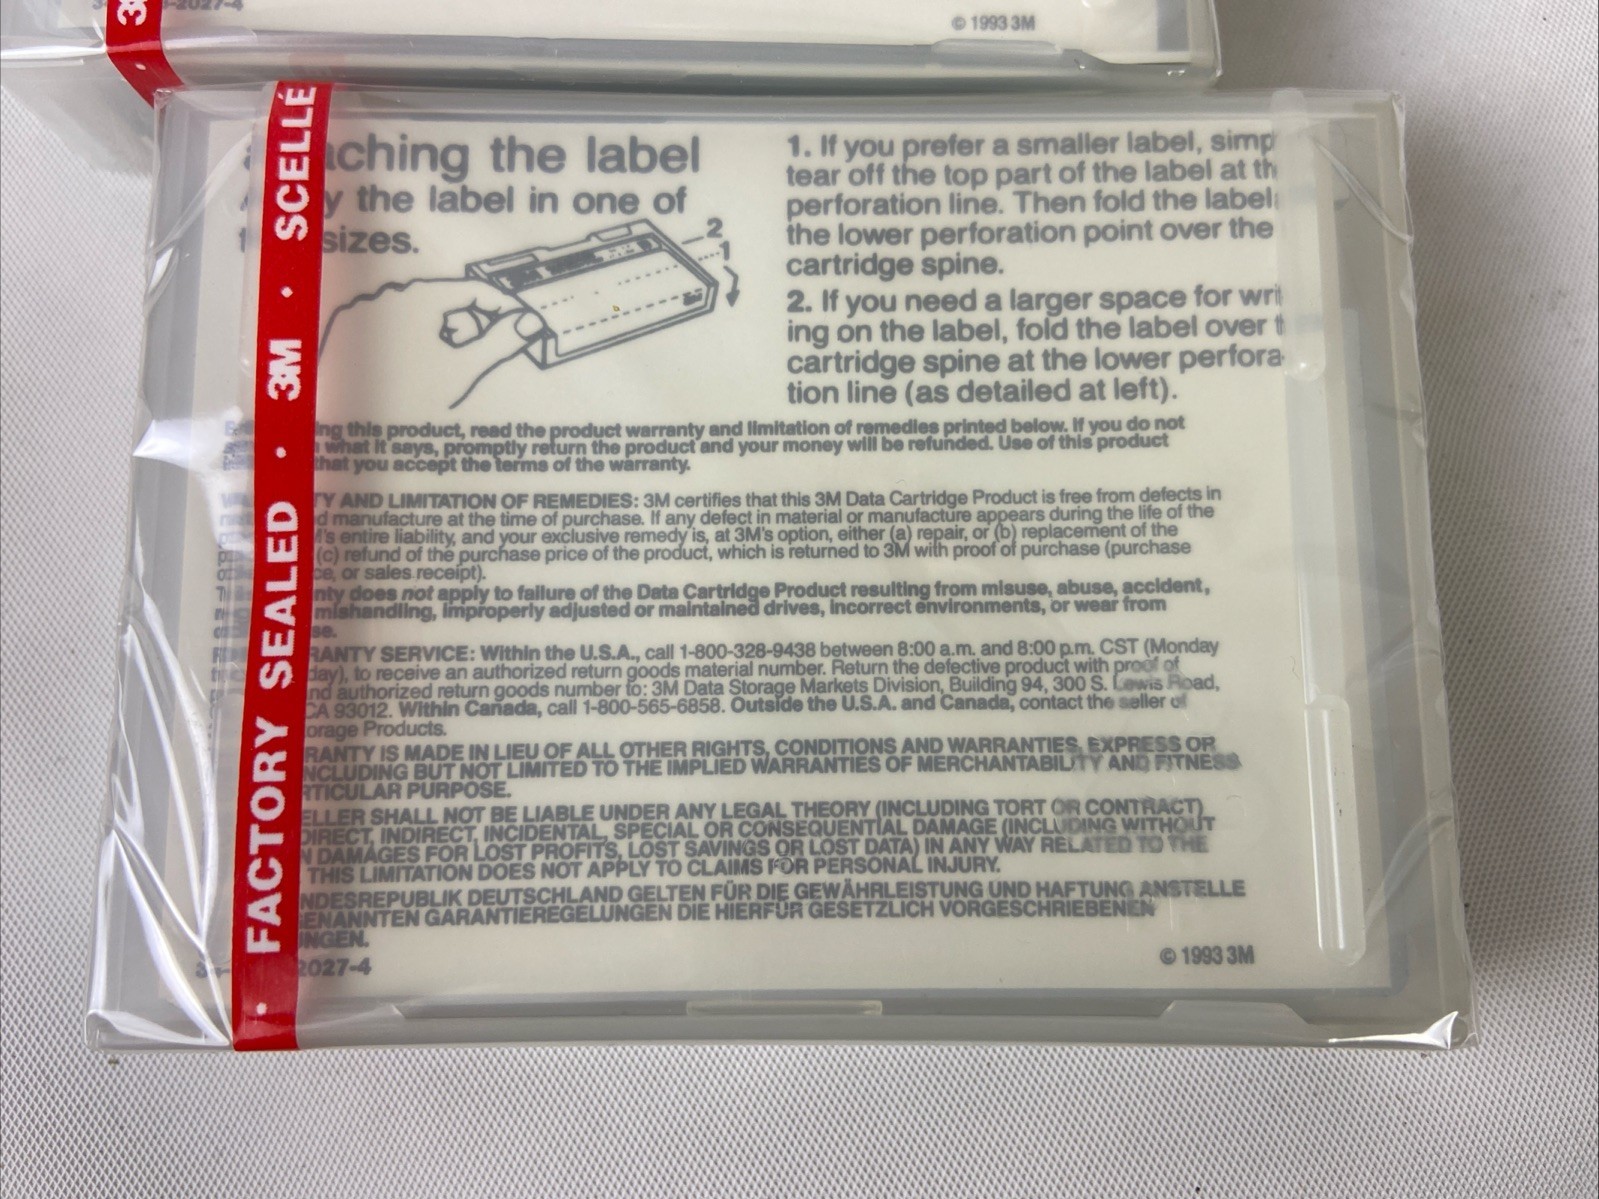 2027-4
© 1993 3M
FACTORY SEALED · 3M · SCELLÉ
aching the label
y the label in one of
sizes.
2
1
1. If you prefer a smaller label, simp
tear off the top part of the label at th
perforation line. Then fold the label
the lower perforation point over the
cartridge spine.
2. If you need a larger space for writ
ing on the label, fold the label over t
cartridge spine at the lower perfora-
tion line (as detailed at left).
ng this product, read the product warranty and limitation of remedies printed below. If you do not
what it says, promptly return the product and your money will be refunded. Use of this product
that you accept the terms of the warranty.
TY AND LIMITATION OF REMEDIES: 3M certifies that this 3M Data Cartridge Product is free from defects in
d manufacture at the time of purchase. If any defect in material or manufacture appears during the life of the
's entire liability, and your exclusive remedy is, at 3M's option, either (a) repair, or (b) replacement of the
(c) refund of the purchase price of the product, which is returned to 3M with proof of purchase (purchase
ce, or sales receipt).
nty does not apply to failure of the Data Cartridge Product resulting from misuse, abuse, accident,
mishandling, improperly adjusted or maintained drives, incorrect environments, or wear from
se.
RANTY SERVICE: Within the U.S.A., call 1-800-328-9438 between 8:00 a.m. and 8:00 p.m. CST (Monday
day), to receive an authorized return goods material number. Return the defective product with proof of
nd authorized return goods number to: 3M Data Storage Markets Division, Building 94, 300 S. Lewis Road,
CA 93012. Within Canada, call 1-800-565-6858. Outside the U.S.A. and Canada, contact the seller of
orage Products.
RANTY IS MADE IN LIEU OF ALL OTHER RIGHTS, CONDITIONS AND WARRANTIES, EXPRESS OR
NCLUDING BUT NOT LIMITED TO THE IMPLIED WARRANTIES OF MERCHANTABILITY AND FITNESS
RTICULAR PURPOSE.
ELLER SHALL NOT BE LIABLE UNDER ANY LEGAL THEORY (INCLUDING TORT OR CONTRACT)
DIRECT, INDIRECT, INCIDENTAL, SPECIAL OR CONSEQUENTIAL DAMAGE (INCLUDING WITHOUT
N DAMAGES FOR LOST PROFITS, LOST SAVINGS OR LOST DATA) IN ANY WAY RELATED TO THE
THIS LIMITATION DOES NOT APPLY TO CLAIMS FOR PERSONAL INJURY.
NDESREPUBLIK DEUTSCHLAND GELTEN FÜR DIE GEWÄHRLEISTUNG UND HAFTUNG ANSTELLE
ENANNTEN GARANTIEREGELUNGEN DIE HIERFÜR GESETZLICH VORGESCHRIEBENEN
NGEN.
2027-4
© 1993 3M